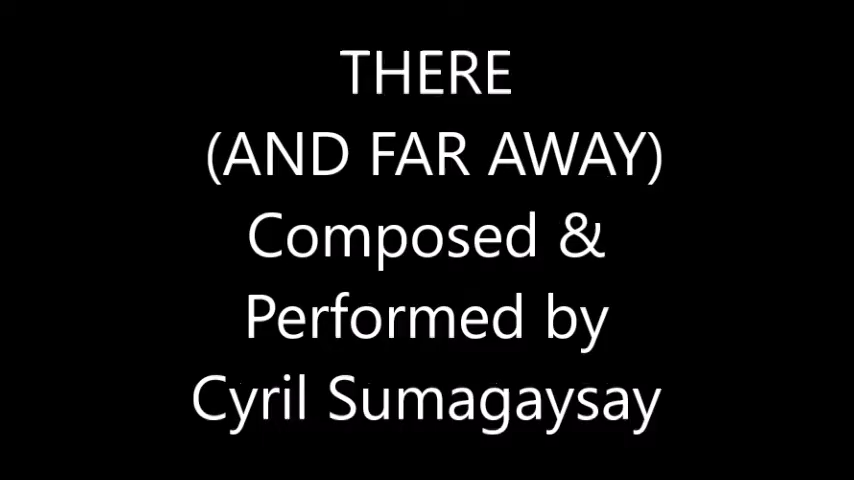 THERE
(AND FAR AWAY)
Composed &
Performed by
Cyril Sumagaysay